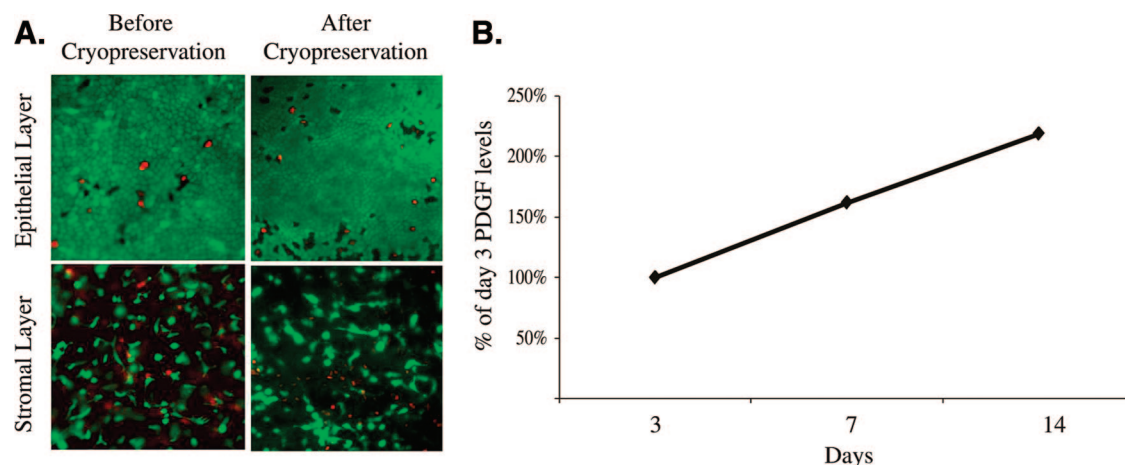 A.
Before
Cryopreservation
After
Cryopreservation
Epithelial Layer
Stromal Layer
B.
% of day 3 PDGF levels
250%
200%
150%
100%
50%
3
7
14
Days